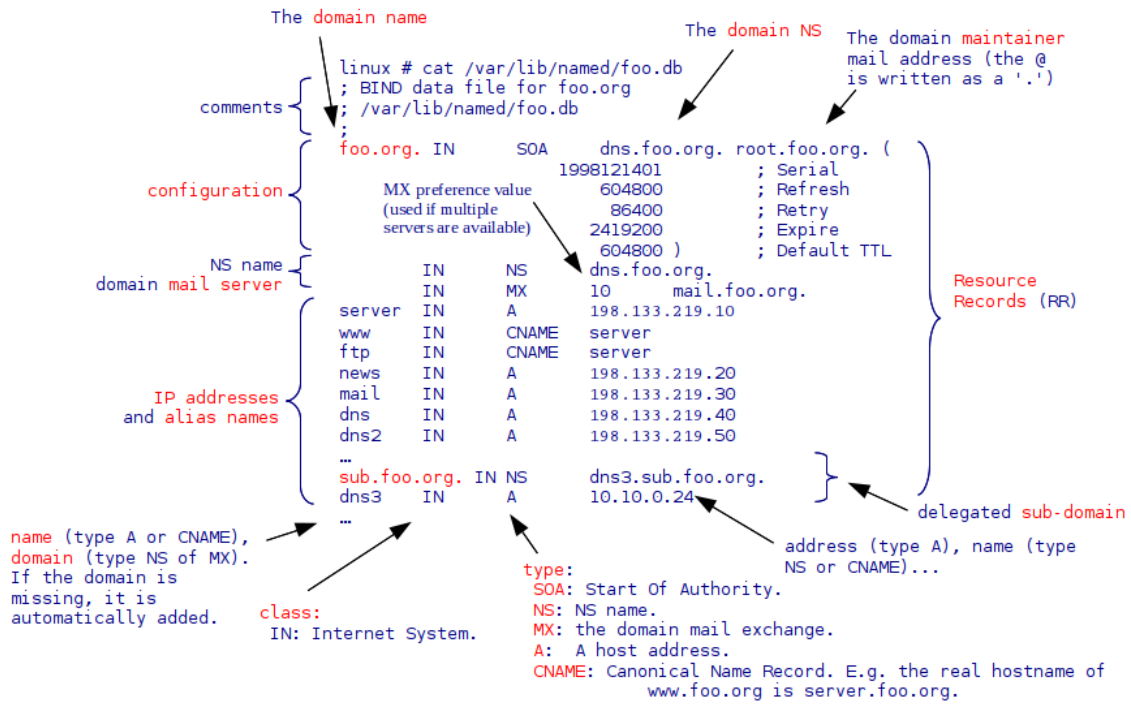 The domain name
The domain NS
The domain maintainer
mail address (the @
is written as a '.')
linux # cat /var/lib/named/foo.db
; BIND data file for foo.org
; /var/lib/named/foo.db
;
comments
foo.org. IN SOA dns.foo.org. root.foo.org. (
1998121401 ; Serial
604800 ; Refresh
86400 ; Retry
2419200 ; Expire
604800 ) ; Default TTL
configuration
MX preference value
(used if multiple
servers are available)
NS name
domain mail server
IN NS dns.foo.org.
IN MX 10 mail.foo.org.
server IN A 198.133.219.10
www IN CNAME server
ftp IN CNAME server
news IN A 198.133.219.20
mail IN A 198.133.219.30
dns IN A 198.133.219.40
dns2 IN A 198.133.219.50
…
sub.foo.org. IN NS dns3.sub.foo.org.
dns3 IN A 10.10.0.24
…
IP addresses
and alias names
Resource
Records (RR)
delegated sub-domain
name (type A or CNAME),
domain (type NS of MX).
If the domain is
missing, it is
automatically added.
class:
IN: Internet System.
type:
SOA: Start Of Authority.
NS: NS name.
MX: the domain mail exchange.
A: A host address.
CNAME: Canonical Name Record. E.g. the real hostname of
www.foo.org is server.foo.org.
address (type A), name (type
NS or CNAME)...